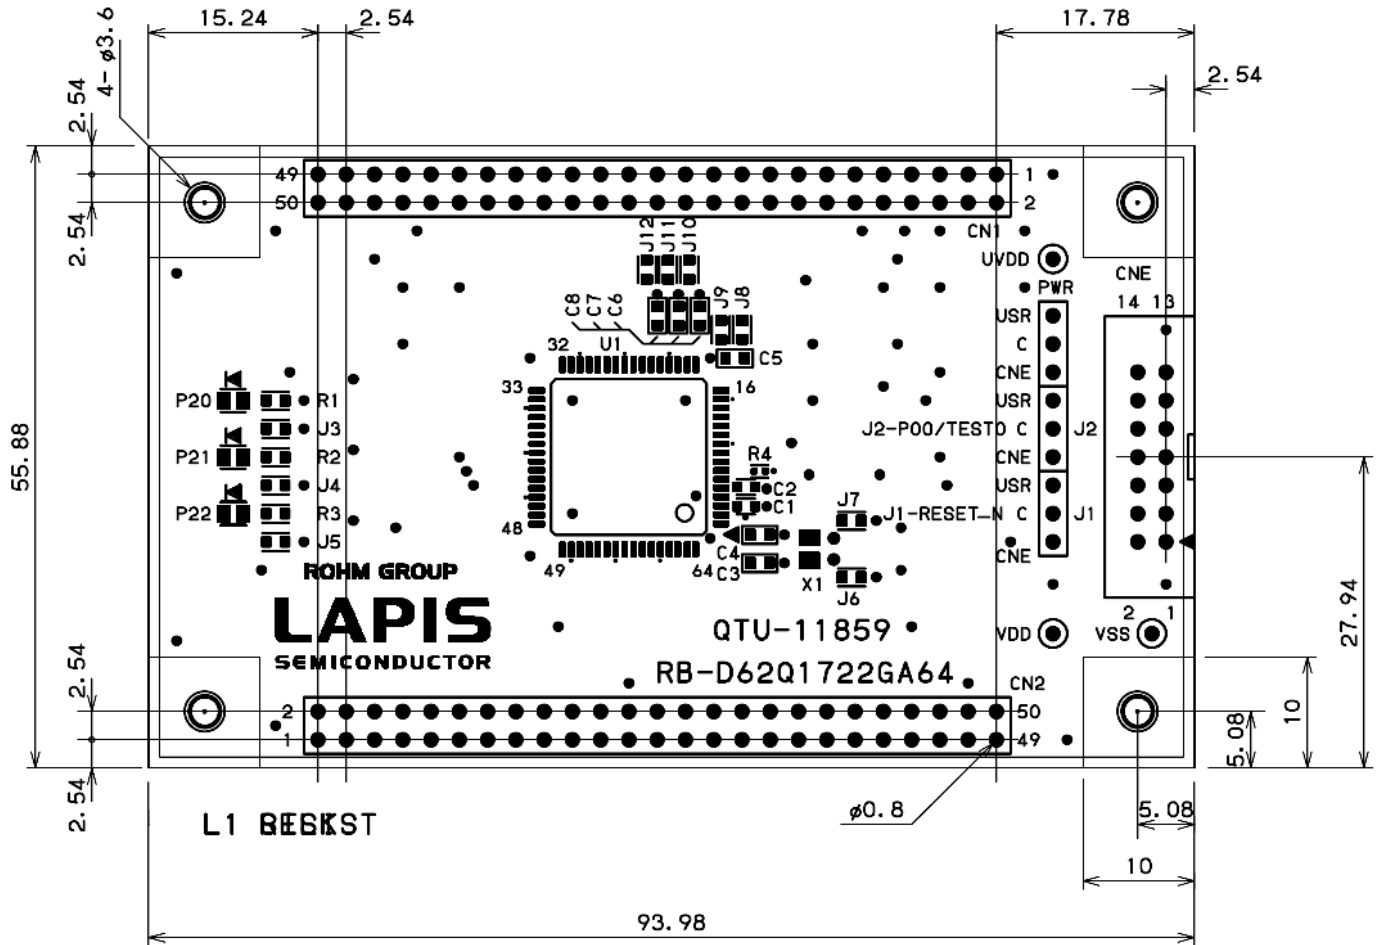 15.24
2.54
17.78
4-ø3.6
2.54
2.54
49
1
50
2
CN1
J12
J11
J10
UVDD
CNE
PWR
2.54
C8
C7
C6
J9
J8
14 13
USR
C
CNE
32
U1
C5
33
16
P20
R1
USR
J3
J2-P00/TEST0 C
J2
55.88
P21
R2
CNE
R4
J4
C2
USR
P22
R3
C1
J7
J1-RESET_N C
J1
48
J5
C4
CNE
49
64
C3
X1
J6
ROHM GROUP
LAPIS
SEMICONDUCTOR
QTU-11859
VDD
VSS
2
1
27.94
RB-D62Q1722GA64
CN2
2.54
2
50
1
49
10
5.08
2.54
L1
ø0.8
5.08
10
93.98